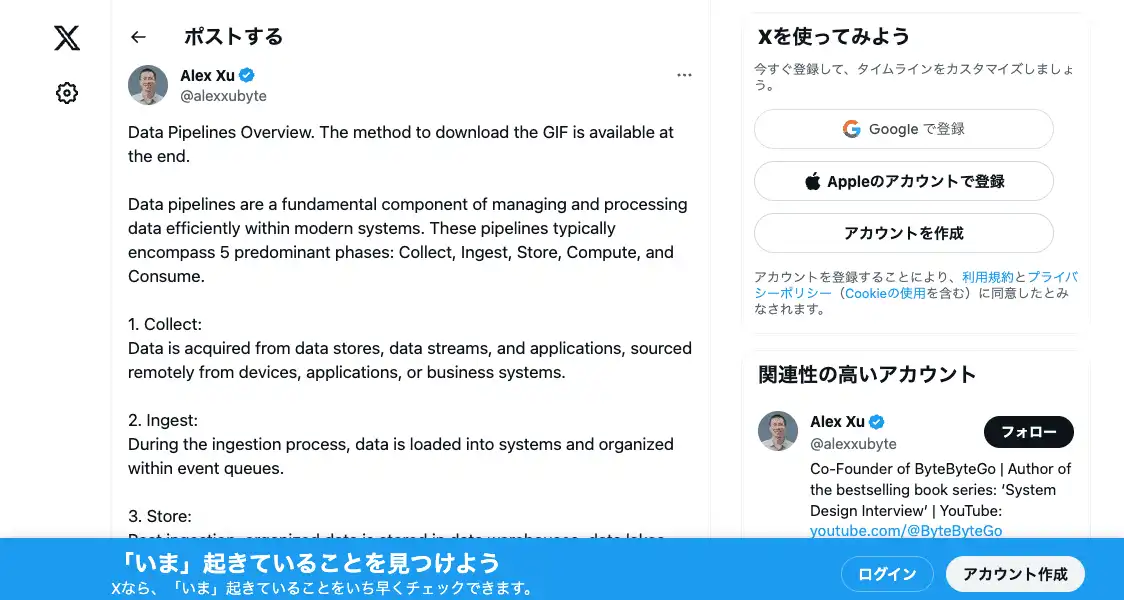 ポストする
Alex Xu
@alexxubyte
Data Pipelines Overview. The method to download the GIF is available at
the end.
Data pipelines are a fundamental component of managing and processing
data efficiently within modern systems. These pipelines typically
encompass 5 predominant phases: Collect, Ingest, Store, Compute, and
Consume.
1. Collect:
Data is acquired from data stores, data streams, and applications, sourced
remotely from devices, applications, or business systems.
2. Ingest:
During the ingestion process, data is loaded into systems and organized
within event queues.
3. Store:
Post ingestion, organized data is stored in data warehouses, data lakes,
Xを使ってみよう
今すぐ登録して、タイムラインをカスタマイズしましょ
う。
Google で登録
Appleのアカウントで登録
アカウントを作成
アカウントを登録することにより、利用規約とプライバ
シーポリシー（Cookieの使用を含む）に同意したとみ
なされます。
関連性の高いアカウント
Alex Xu
@alexxubyte
フォロー
Co-Founder of ByteByteGo | Author of
the bestselling book series: ‘System
Design Interview’ | YouTube:
youtube.com/@ByteByteGo
「いま」起きていることを見つけよう
Xなら、「いま」起きていることをいち早くチェックできます。
ログイン
アカウント作成